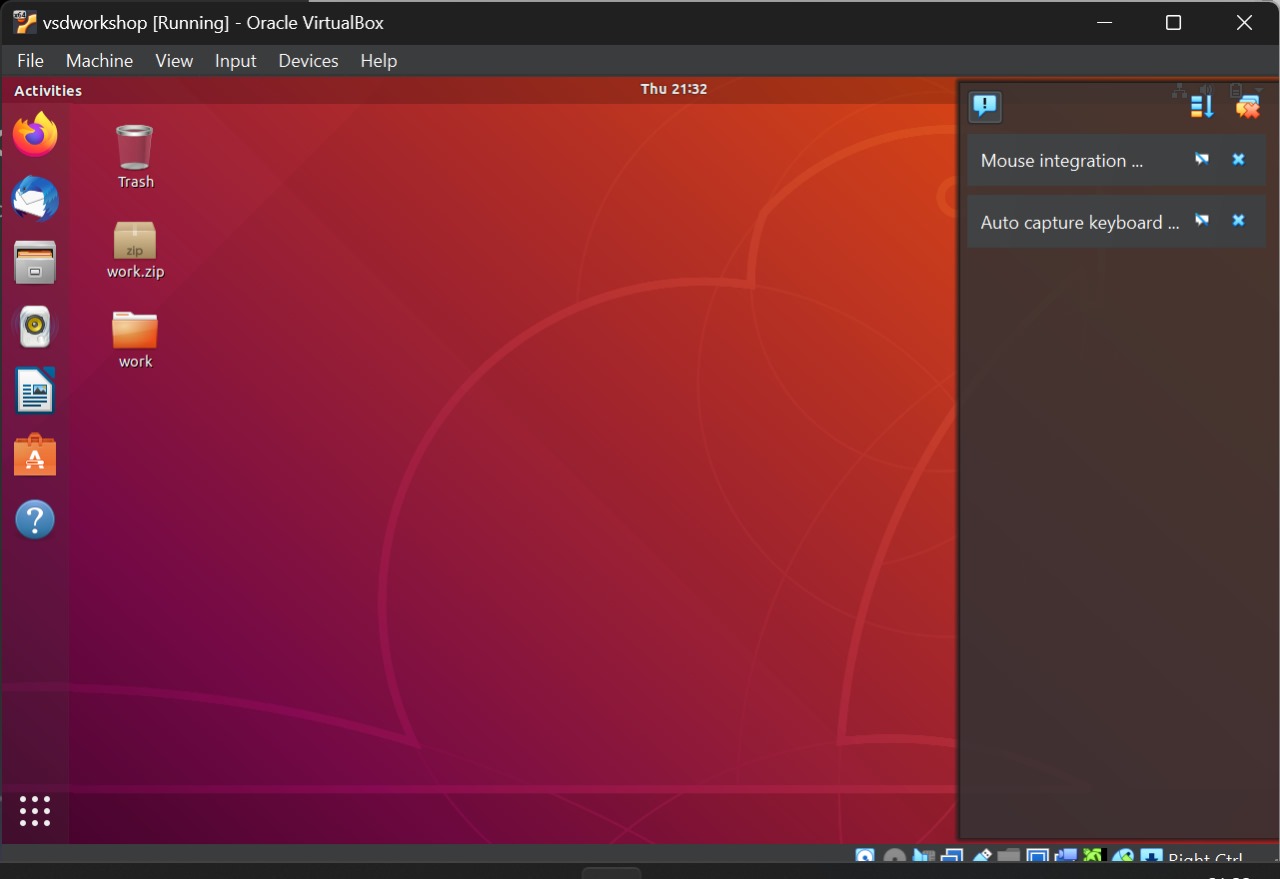 vsdworkshop [Running] - Oracle VirtualBox
File Machine View Input Devices Help
Activities
Thu 21:32
Trash
zip
work.zip
work
Mouse integration ...
Auto capture keyboard ...
Right Ctrl